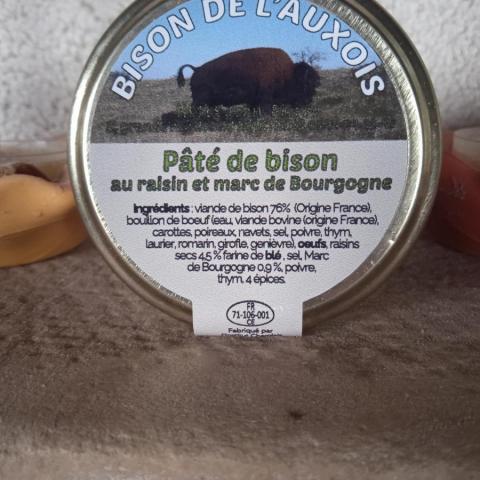 BISON DE L'AUXOIS
Pâté de bison
au raisin et marc de Bourgogne
Ingrédients : viande de bison 76% (Origine France),
bouillon de boeuf (eau, viande bovine (origine France),
carottes, poireaux, navets, sel, poivre, thym,
laurier, romarin, girofle, genièvre), oeufs, raisins
secs 4,5 % farine de blé , sel, Marc
de Bourgogne 0,9 %, poivre,
thym, 4 épices.
FR
71-106-001
CE
Fabriqué par